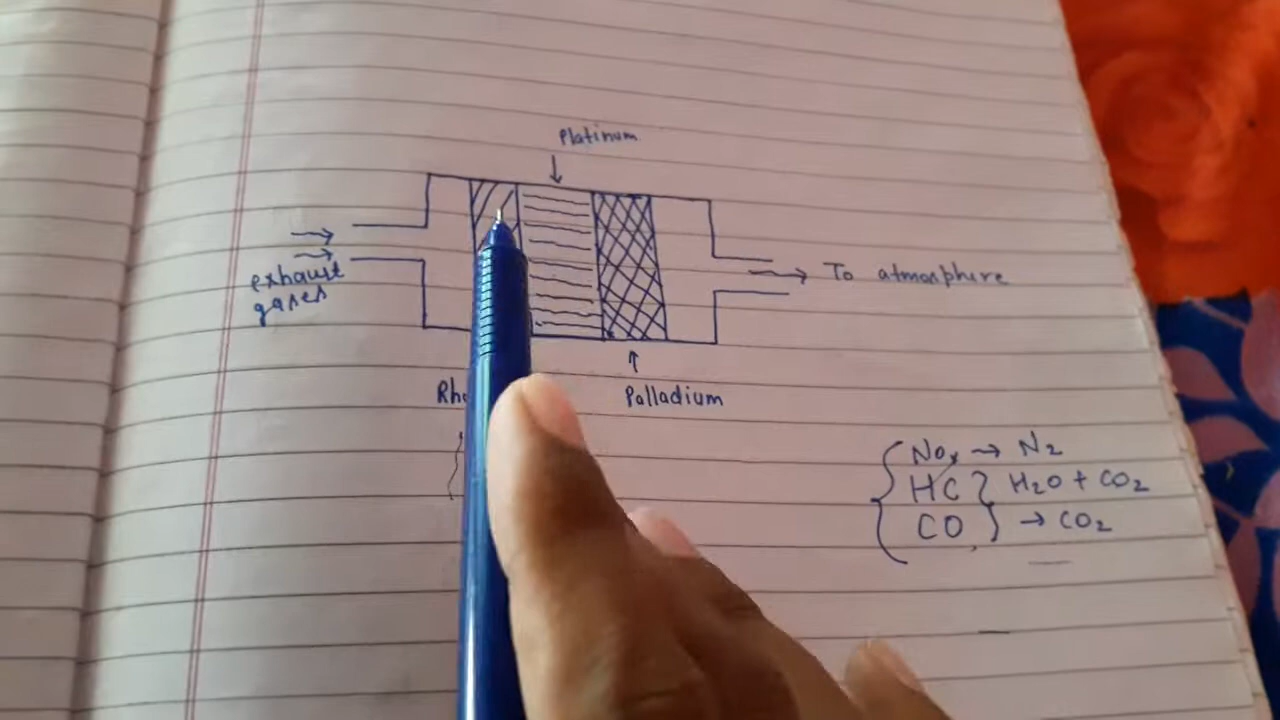 Platinum
exhaust
gases
To atmosphere
Palladium
NOx → N2
HC } H2O + CO2
CO } → CO2